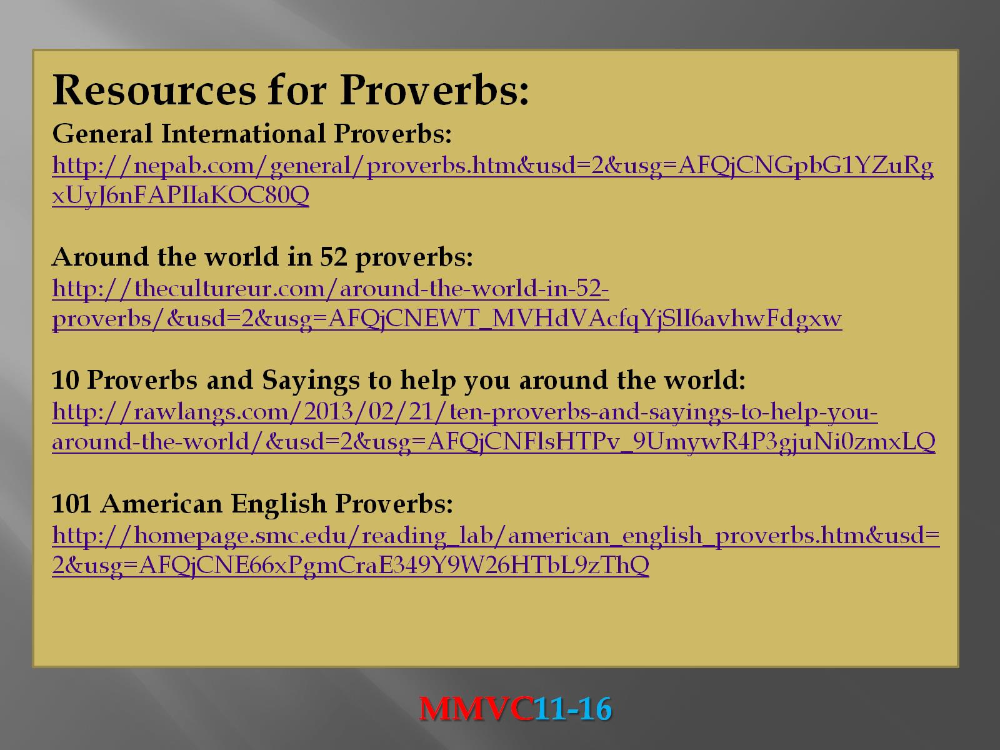 Resources for Proverbs:
General International Proverbs:
http://nepab.com/general/proverbs.htm&usd=2&usg=AFQjCNGpbG1YZuRg
xUyJ6nFAPIIaKOC80Q
Around the world in 52 proverbs:
http://thecultureur.com/around-the-world-in-52-
proverbs/&usd=2&usg=AFQjCNEWT_MVHdVAcfqYjSlI6avhwFdgxw
10 Proverbs and Sayings to help you around the world:
http://rawlangs.com/2013/02/21/ten-proverbs-and-sayings-to-help-you-
around-the-world/&usd=2&usg=AFQjCNFlsHTPv_9UmywR4P3gjuNi0zmxLQ
101 American English Proverbs:
http://homepage.smc.edu/reading_lab/american_english_proverbs.htm&usd=
2&usg=AFQjCNE66xPgmCraE349Y9W26HTbL9zThQ
MMVC11-16